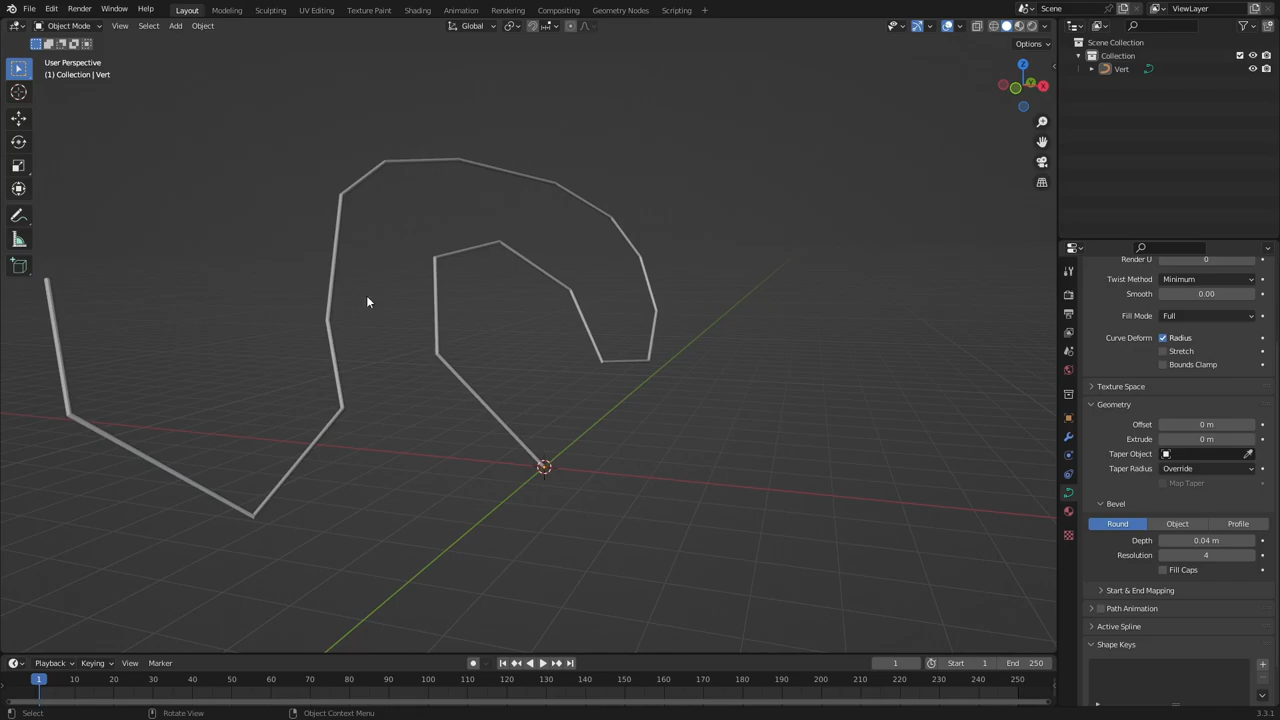 File Edit Render Window Help Layout Modeling Sculpting UV Editing Texture Paint Shading Animation Rendering Compositing Geometry Nodes Scripting + Scene ViewLayer
Object Mode View Select Add Object Global
Options
User Perspective
(1) Collection | Vert
Z
Y
X
Scene Collection
Collection
Vert
Render U 0
Twist Method Minimum
Smooth 0.00
Fill Mode Full
Curve Deform Radius
Stretch
Bounds Clamp
Texture Space
Geometry
Offset 0 m
Extrude 0 m
Taper Object
Taper Radius Override
Map Taper
Bevel
Round Object Profile
Depth 0.04 m
Resolution 4
Fill Caps
Start & End Mapping
Path Animation
Active Spline
Shape Keys
Playback Keying View Marker 1 Start 1 End 250
1 10 20 30 40 50 60 70 80 90 100 110 120 130 140 150 160 170 180 190 200 210 220 230 240 250
Select Rotate View Object Context Menu 3.3.1